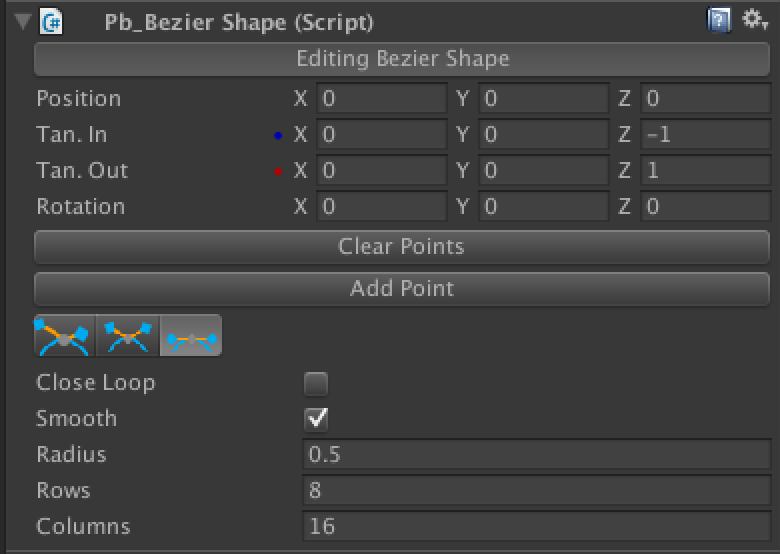 Pb_Bezier Shape (Script)
Editing Bezier Shape
Position X 0 Y 0 Z 0
Tan. In X 0 Y 0 Z -1
Tan. Out X 0 Y 0 Z 1
Rotation X 0 Y 0 Z 0
Clear Points
Add Point
Close Loop
Smooth
Radius 0.5
Rows 8
Columns 16